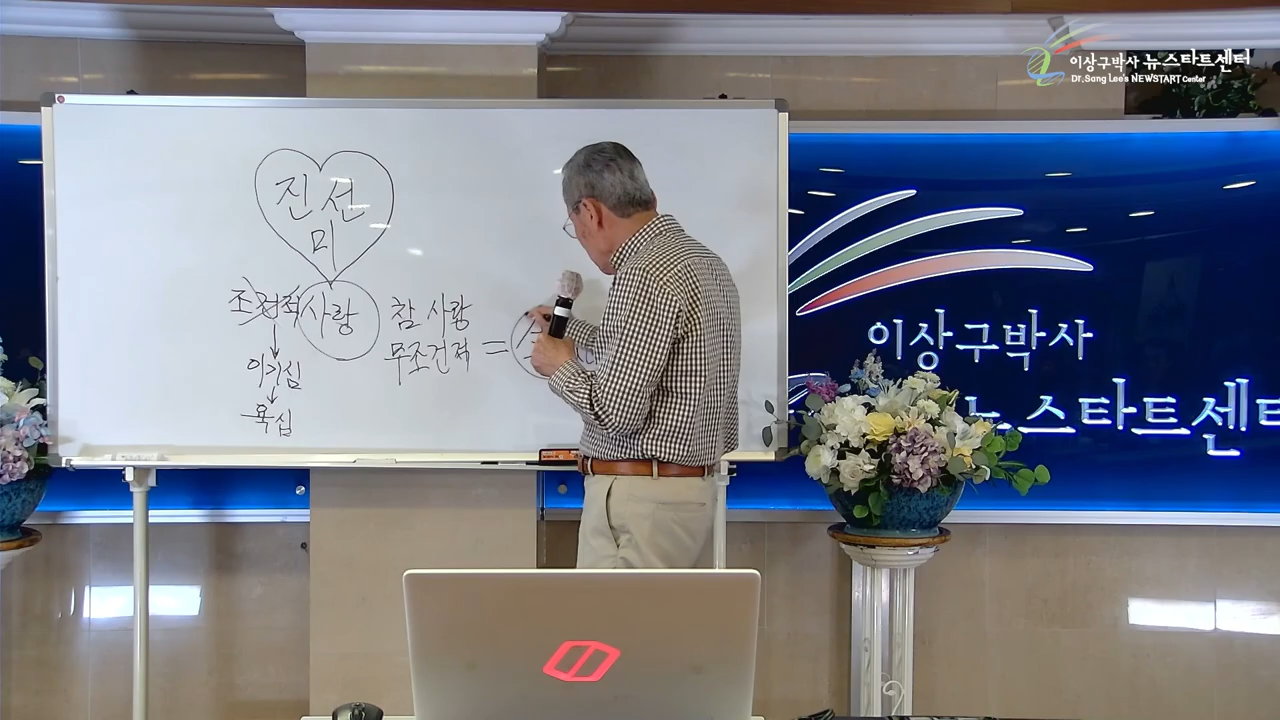 이상구박사 뉴스타트센터
Dr. Sang Lee's NEWSTART Center
진선
미
조건적 사랑
이기심
욕심
참 사랑
무조건적 =
이상구박사
뉴스타트센터